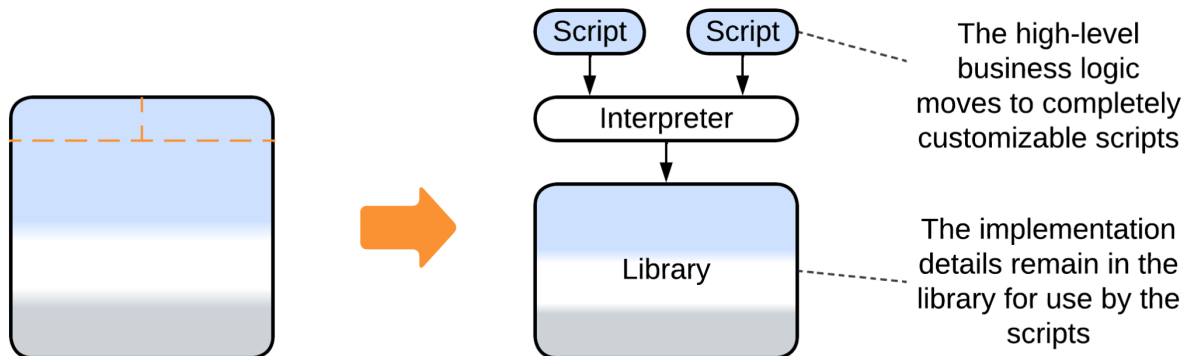 Script
Script
The high-level
business logic
moves to completely
customizable scripts
Interpreter
Library
The implementation
details remain in the
library for use by the
scripts